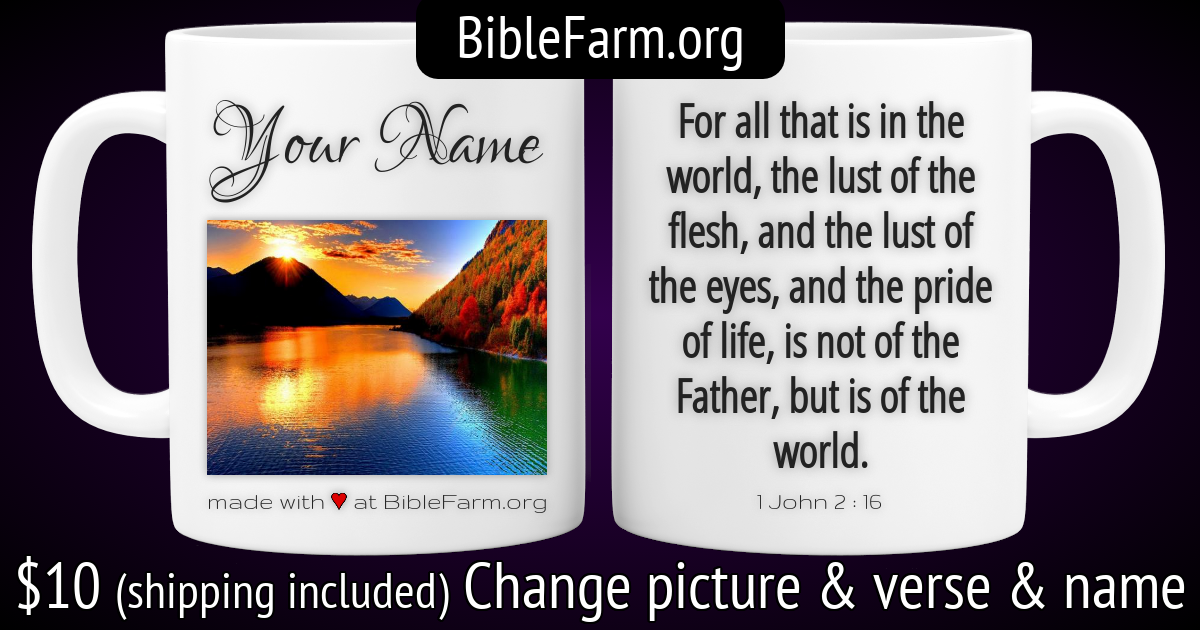 BibleFarm.org
Your Name
made with ♥ at BibleFarm.org
For all that is in the
world, the lust of the
flesh, and the lust of
the eyes, and the pride
of life, is not of the
Father, but is of the
world.
1 John 2 : 16
$10 (shipping included) Change picture & verse & name